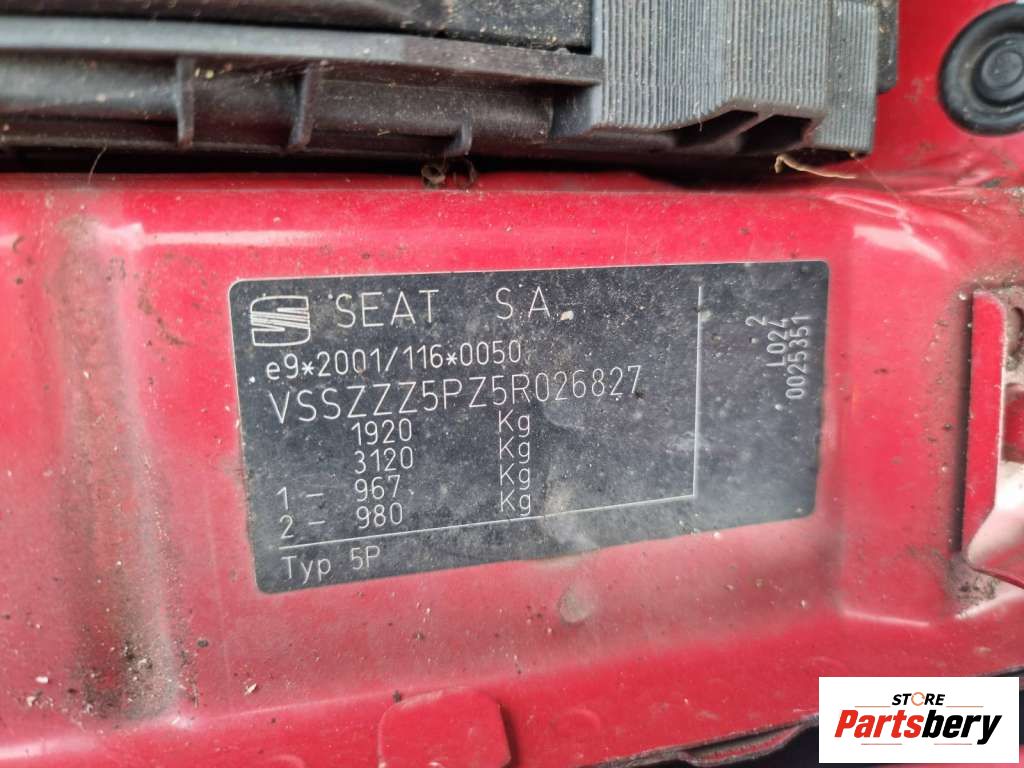 SEAT S.A.
e9*2001/116*0050
VSSZZZ5PZ5R026827
1920 Kg
3120 Kg
1 - 967 Kg
2 - 980 Kg
Typ 5P
L024 2
0025351
STORE
Partsbery